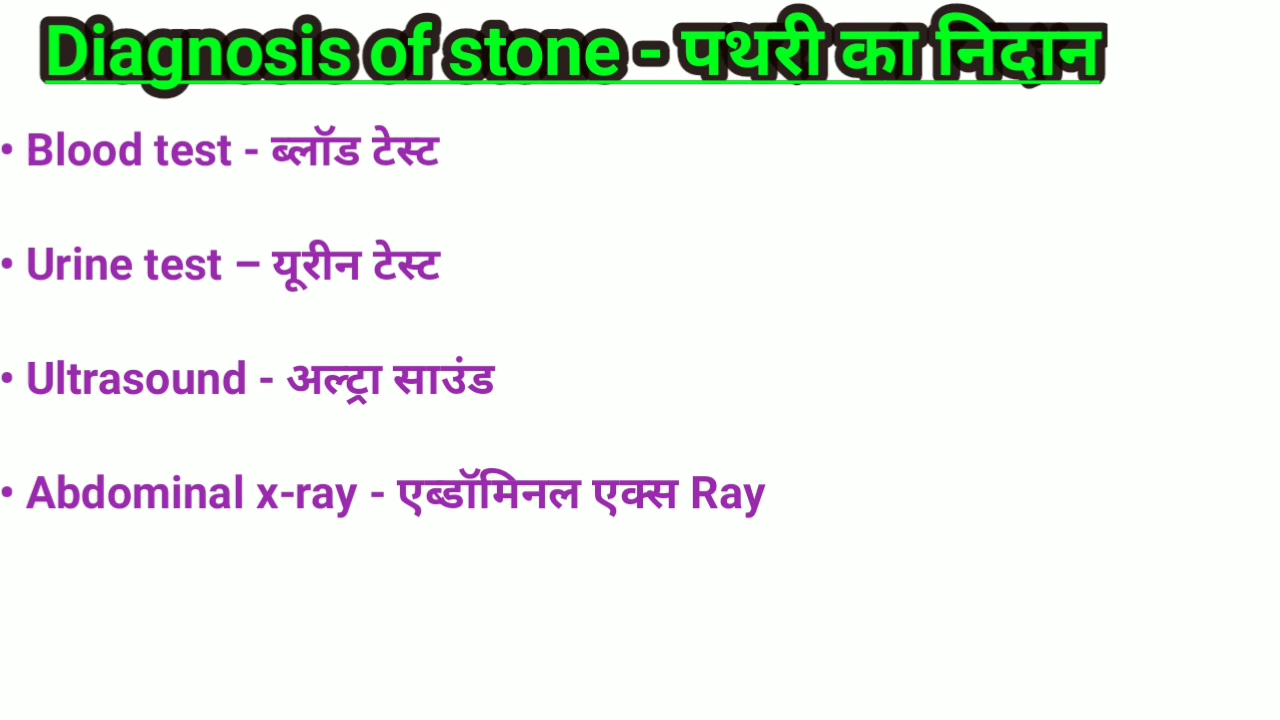 Diagnosis of stone - पथरी का निदान
• Blood test - ब्लॉड टेस्ट
• Urine test – यूरीन टेस्ट
• Ultrasound - अल्ट्रा साउंड
• Abdominal x-ray - एब्डॉमिनल एक्स Ray